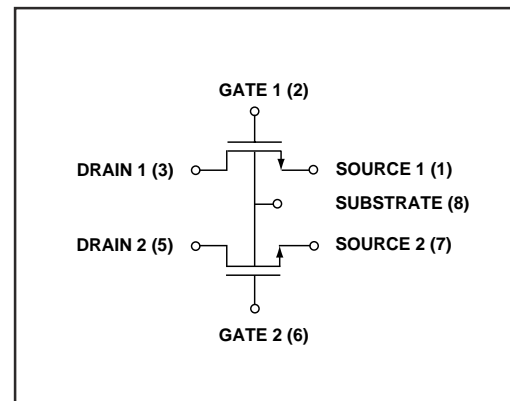 GATE 1 (2)
DRAIN 1 (3)
SOURCE 1 (1)
SUBSTRATE (8)
DRAIN 2 (5)
SOURCE 2 (7)
GATE 2 (6)